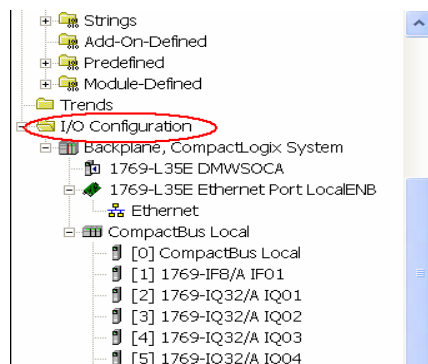 Strings
Add-On-Defined
Predefined
Module-Defined
Trends
I/O Configuration
Backplane, CompactLogix System
1769-L35E DMWSOCA
1769-L35E Ethernet Port LocalENB
Ethernet
CompactBus Local
[0] CompactBus Local
[1] 1769-IF8/A IF01
[2] 1769-IQ32/A IQ01
[3] 1769-IQ32/A IQ02
[4] 1769-IQ32/A IQ03
[5] 1769-IQ32/A IQ04